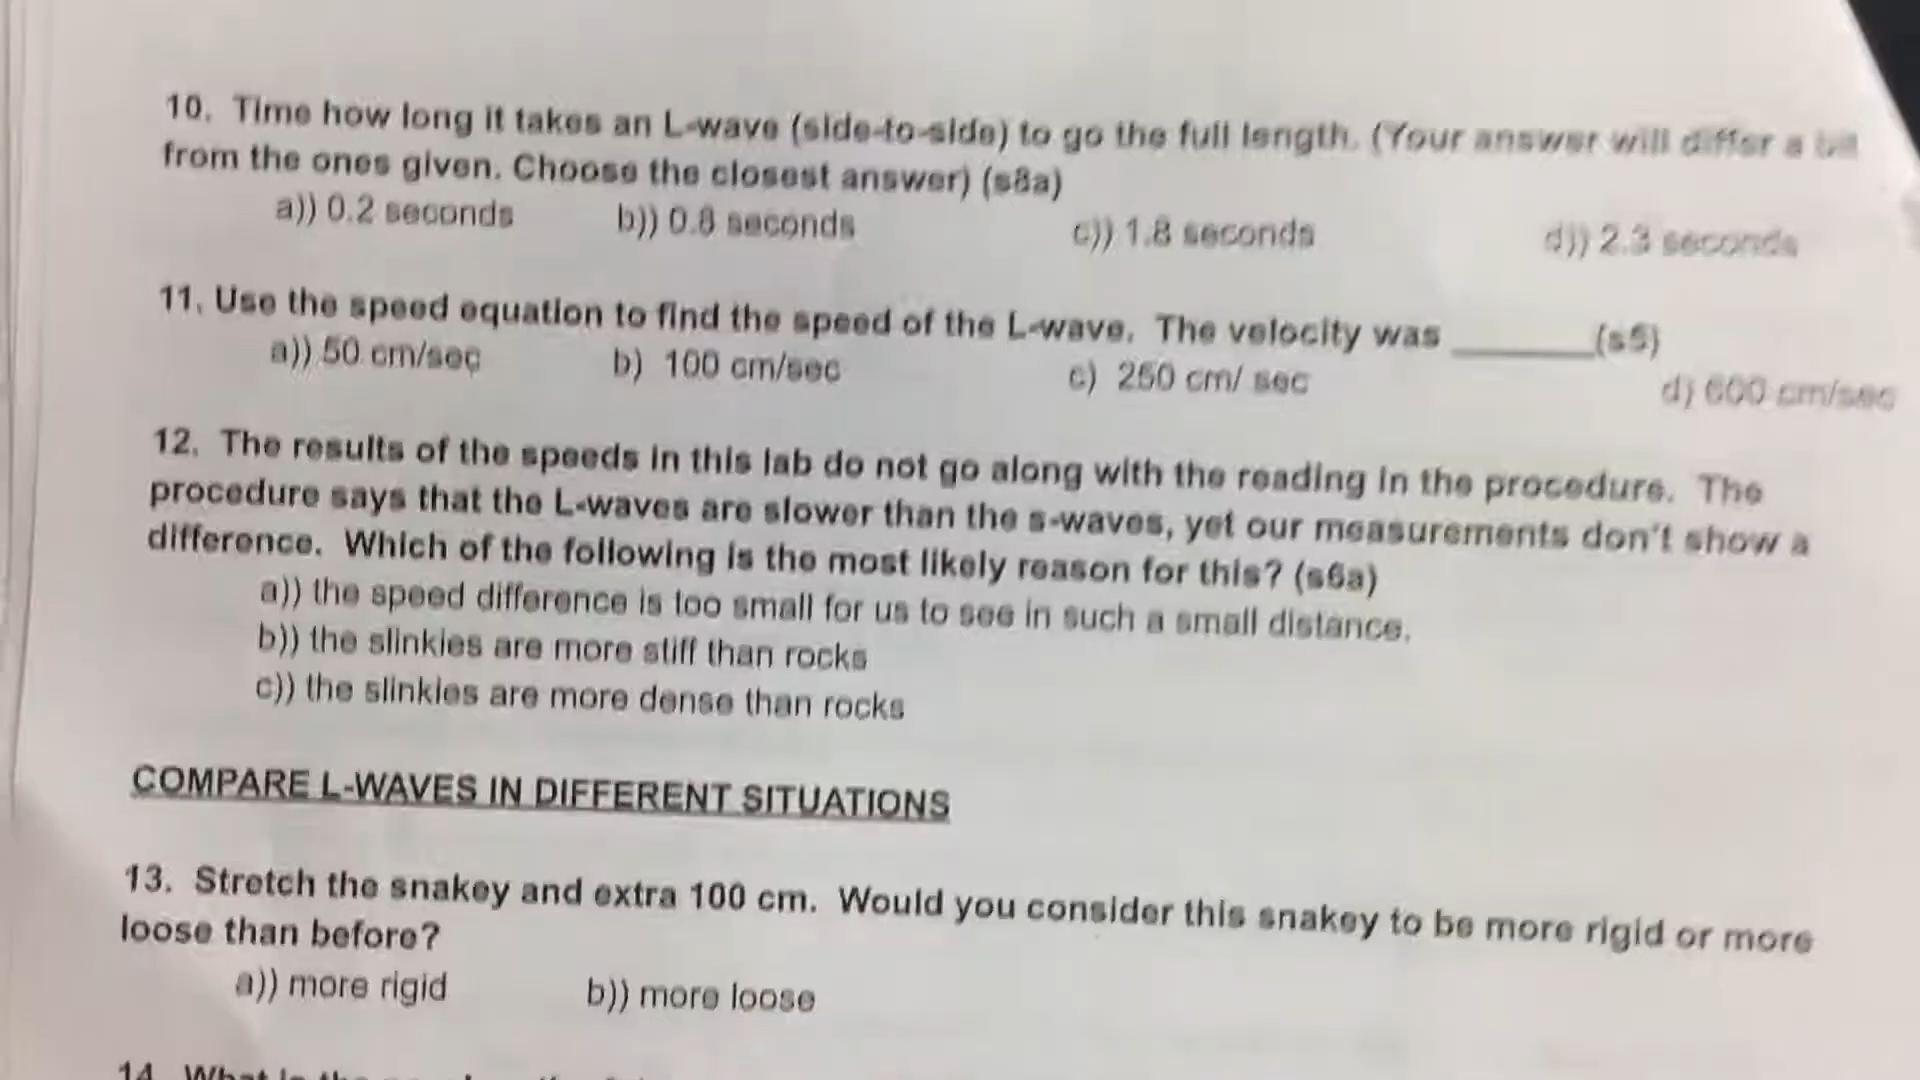 10. Time how long it takes an L-wave (side-to-side) to go the full length. (Your answer will differ a bit
from the ones given. Choose the closest answer) (s8a)
a)) 0.2 seconds b)) 0.8 seconds c)) 1.8 seconds d)) 2.3 seconds
11. Use the speed equation to find the speed of the L-wave. The velocity was ______(s5)
a)) 50 cm/sec b) 100 cm/sec c) 250 cm/ sec d) 600 cm/sec
12. The results of the speeds in this lab do not go along with the reading in the procedure. The
procedure says that the L-waves are slower than the s-waves, yet our measurements don't show a
difference. Which of the following is the most likely reason for this? (s6a)
a)) the speed difference is too small for us to see in such a small distance.
b)) the slinkies are more stiff than rocks
c)) the slinkies are more dense than rocks
COMPARE L-WAVES IN DIFFERENT SITUATIONS
13. Stretch the snakey and extra 100 cm. Would you consider this snakey to be more rigid or more
loose than before?
a)) more rigid b)) more loose
14. What is the